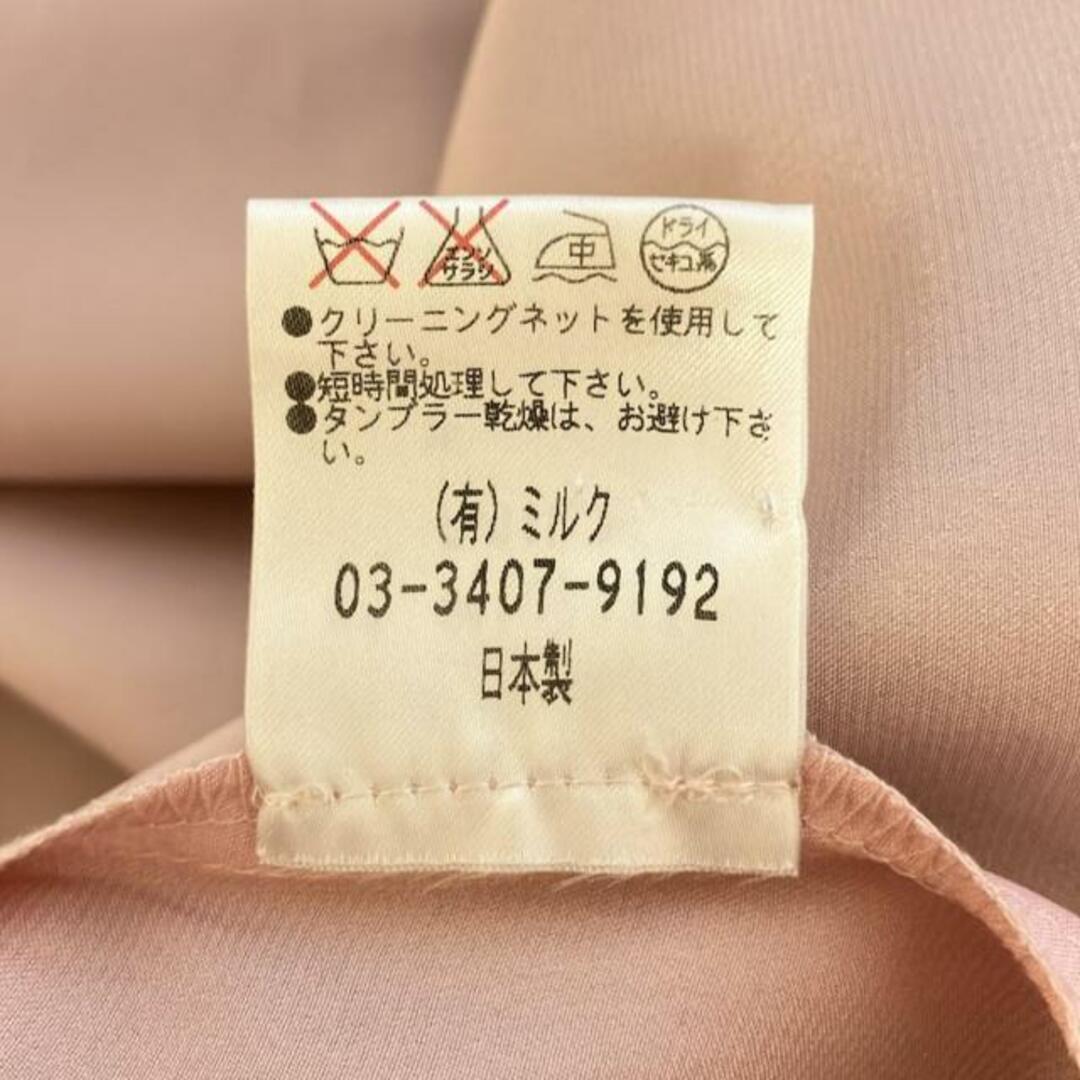 エンソ
サラシ
中
ドライ
セキユ系
●クリーニングネットを使用して
下さい。
●短時間処理して下さい。
●タンブラー乾燥は、お避け下さ
い。
(有)ミルク
03-3407-9192
日本製